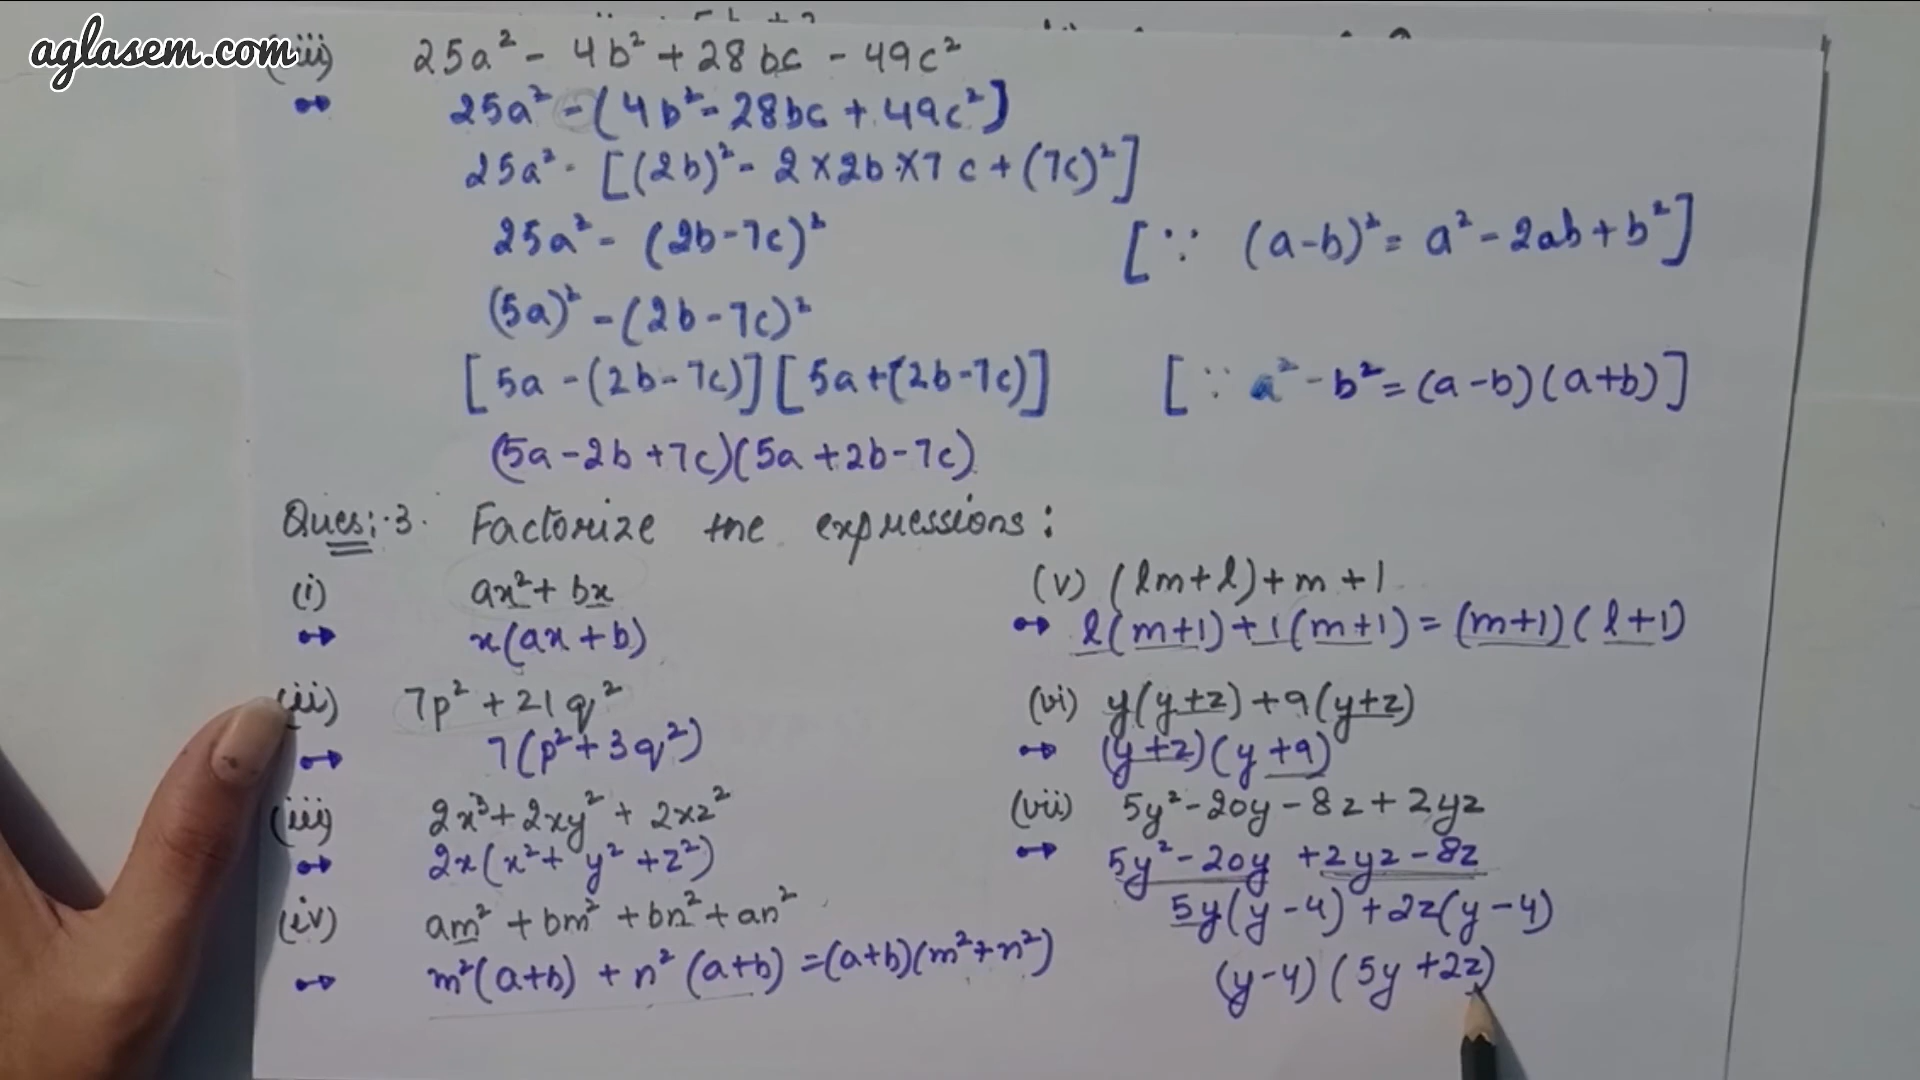 aglasem.com
(viii) 25a² - 4b² + 28bc - 49c²
25a² - (4b² - 28bc + 49c²)
25a² - [(2b)² - 2×2b×7c + (7c)²]
25a² - (2b-7c)² [∵ (a-b)² = a² - 2ab + b²]
(5a)² - (2b-7c)²
[5a - (2b-7c)][5a + (2b-7c)] [∵ a² - b² = (a-b)(a+b)]
(5a - 2b + 7c)(5a + 2b - 7c)
Ques:.3. Factorize the expressions:
(i) ax² + bx
→ x(ax + b)
(ii) 7p² + 21q²
→ 7(p² + 3q²)
(iii) 2x³ + 2xy² + 2xz²
→ 2x(x² + y² + z²)
(iv) am² + bm² + bn² + an²
→ m²(a+b) + n²(a+b) = (a+b)(m²+n²)
(v) (lm + l) + m + 1
→ l(m+1) + 1(m+1) = (m+1)(l+1)
(vi) y(y+z) + 9(y+z)
→ (y+z)(y+9)
(vii) 5y² - 20y - 8z + 2yz
→ 5y² - 20y + 2yz - 8z
5y(y-4) + 2z(y-4)
(y-4)(5y+2z)